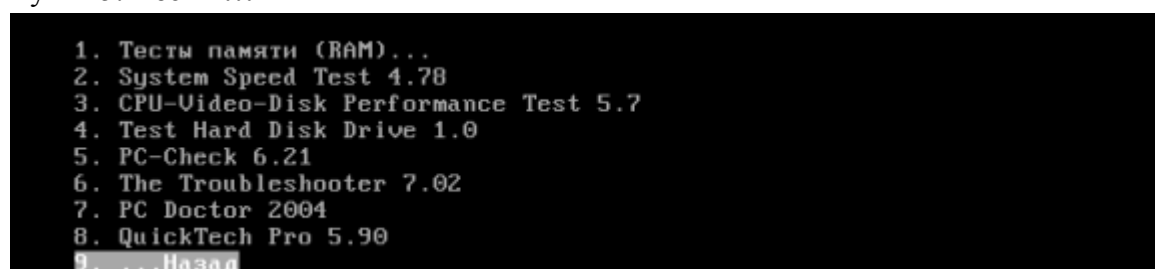 1. Тесты памяти (RAM)...
2. System Speed Test 4.78
3. CPU-Video-Disk Performance Test 5.7
4. Test Hard Disk Drive 1.0
5. PC-Check 6.21
6. The Troubleshooter 7.02
7. PC Doctor 2004
8. QuickTech Pro 5.90
9. ...Назад